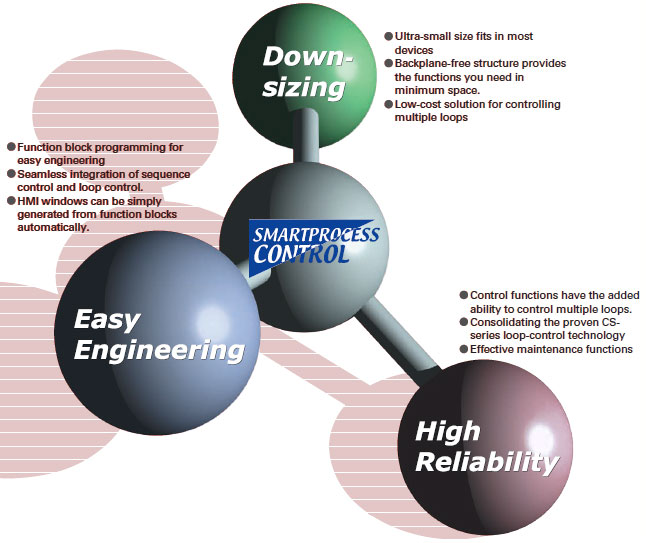 Down-
sizing
● Ultra-small size fits in most
devices
● Backplane-free structure provides
the functions you need in
minimum space.
● Low-cost solution for controlling
multiple loops
● Function block programming for
easy engineering
● Seamless integration of sequence
control and loop control.
● HMI windows can be simply
generated from function blocks
automatically.
SMARTPROCESS
CONTROL
Easy
Engineering
● Control functions have the added
ability to control multiple loops.
● Consolidating the proven CS-
series loop-control technology
● Effective maintenance functions
High
Reliability